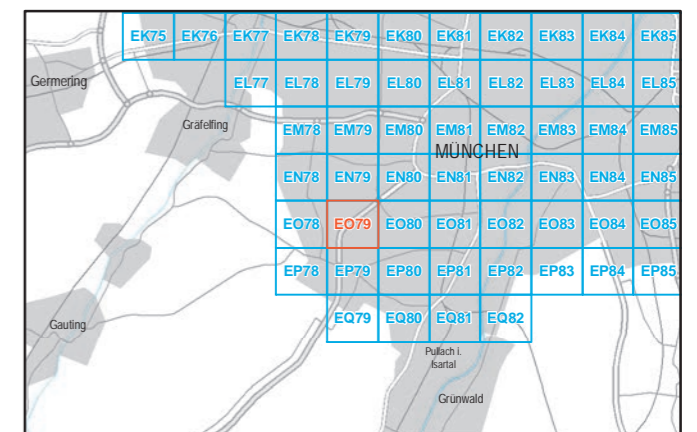 EK75 EK76 EK77 EK78 EK79 EK80 EK81 EK82 EK83 EK84 EK85
Germering
EL77 EL78 EL79 EL80 EL81 EL82 EL83 EL84 EL85
Gräfelfing
EM78 EM79 EM80 EM81 EM82 EM83 EM84 EM85
MÜNCHEN
EN78 EN79 EN80 EN81 EN82 EN83 EN84 EN85
EO78 EO79 EO80 EO81 EO82 EO83 EO84 EO85
EP78 EP79 EP80 EP81 EP82 EP83 EP84 EP85
Gauting
EQ79 EQ80 EQ81 EQ82
Pullach i.
Isartal
Grünwald